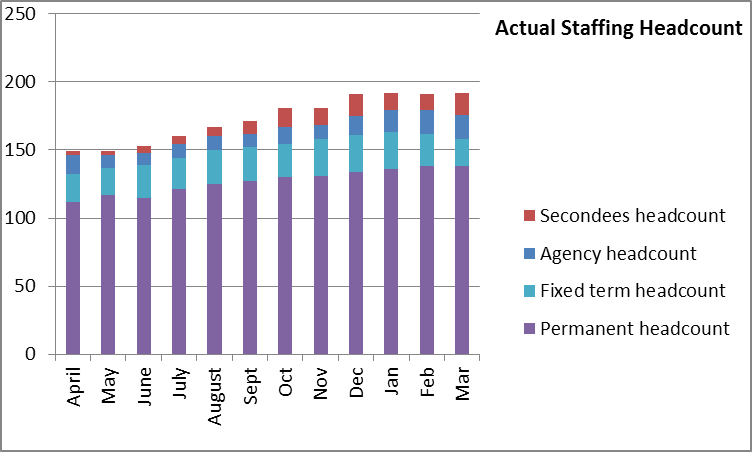 Actual Staffing Headcount
250
200
150
100
50
0
April
May
June
July
August
Sept
Oct
Nov
Dec
Jan
Feb
Mar
Secondees headcount
Agency headcount
Fixed term headcount
Permanent headcount